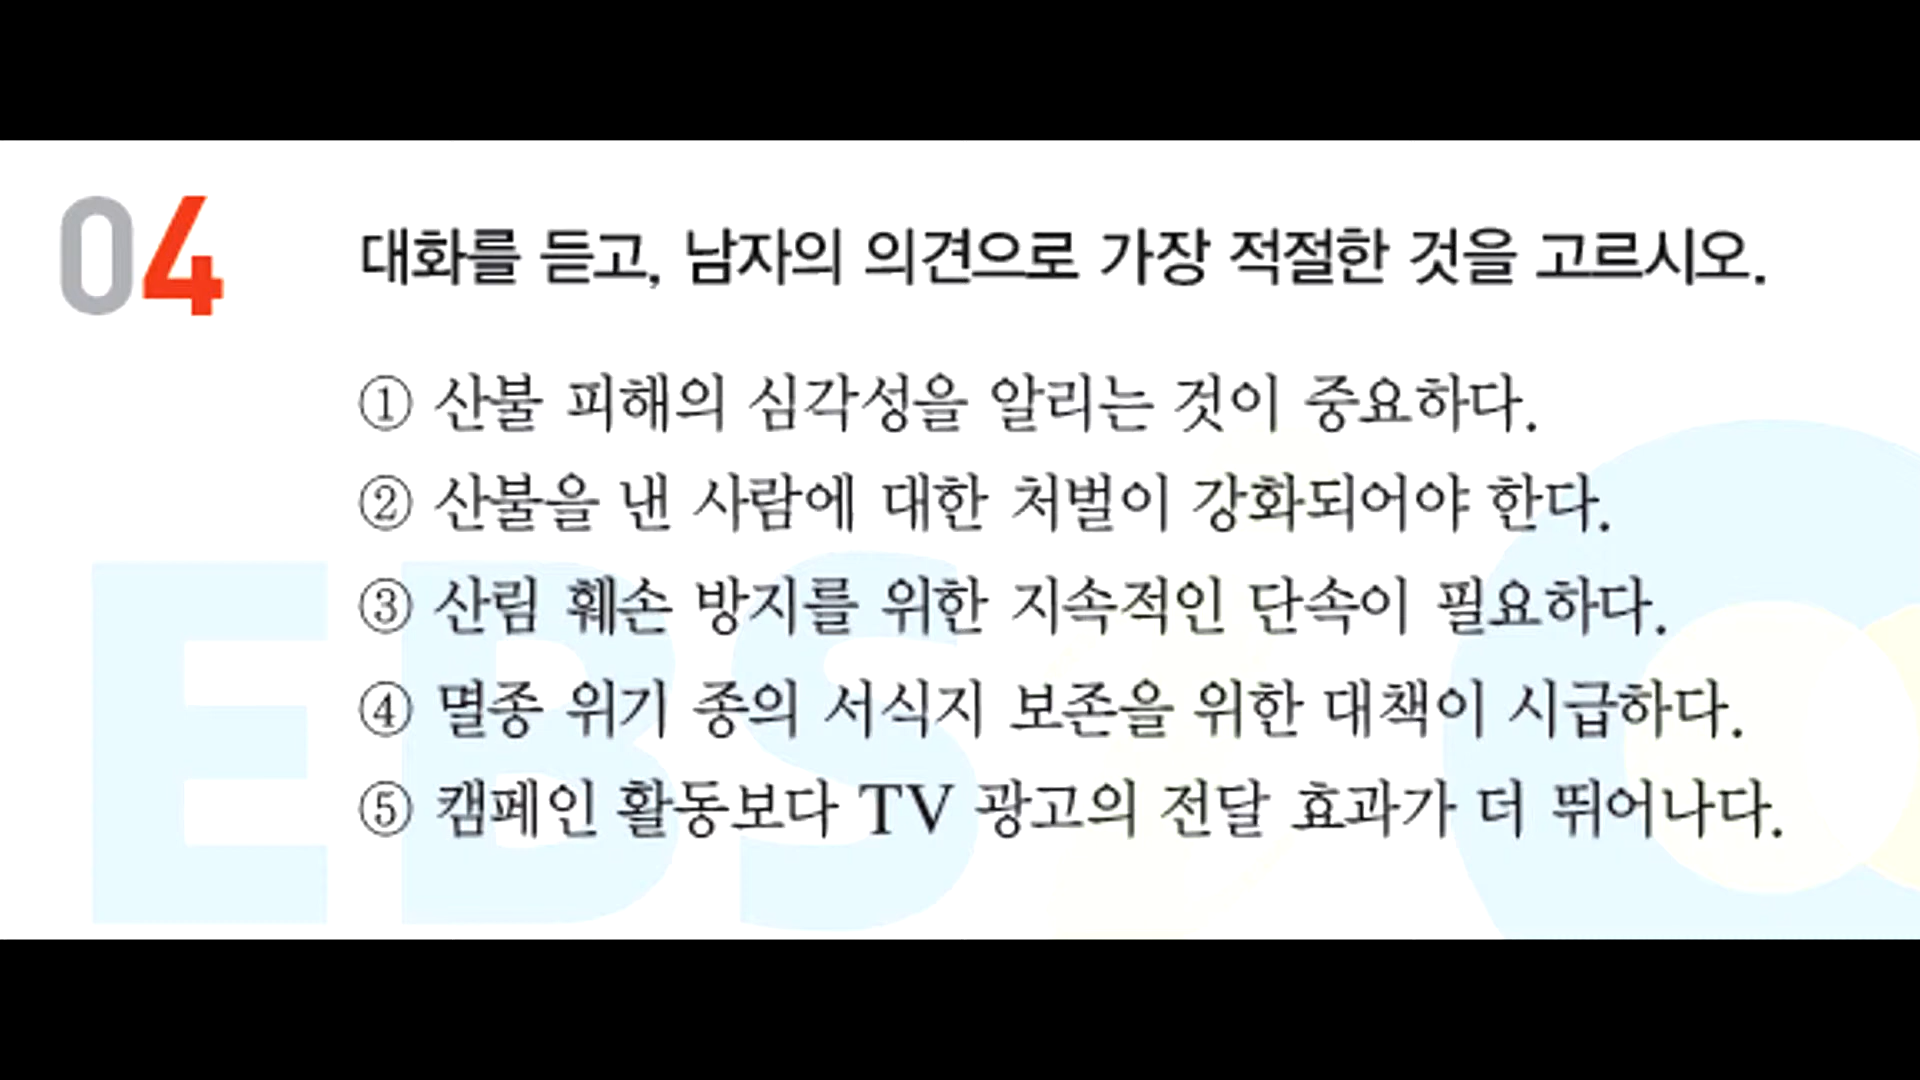 04 대화를 듣고, 남자의 의견으로 가장 적절한 것을 고르시오.
① 산불 피해의 심각성을 알리는 것이 중요하다.
② 산불을 낸 사람에 대한 처벌이 강화되어야 한다.
③ 산림 훼손 방지를 위한 지속적인 단속이 필요하다.
④ 멸종 위기 종의 서식지 보존을 위한 대책이 시급하다.
⑤ 캠페인 활동보다 TV 광고의 전달 효과가 더 뛰어나다.
EBS